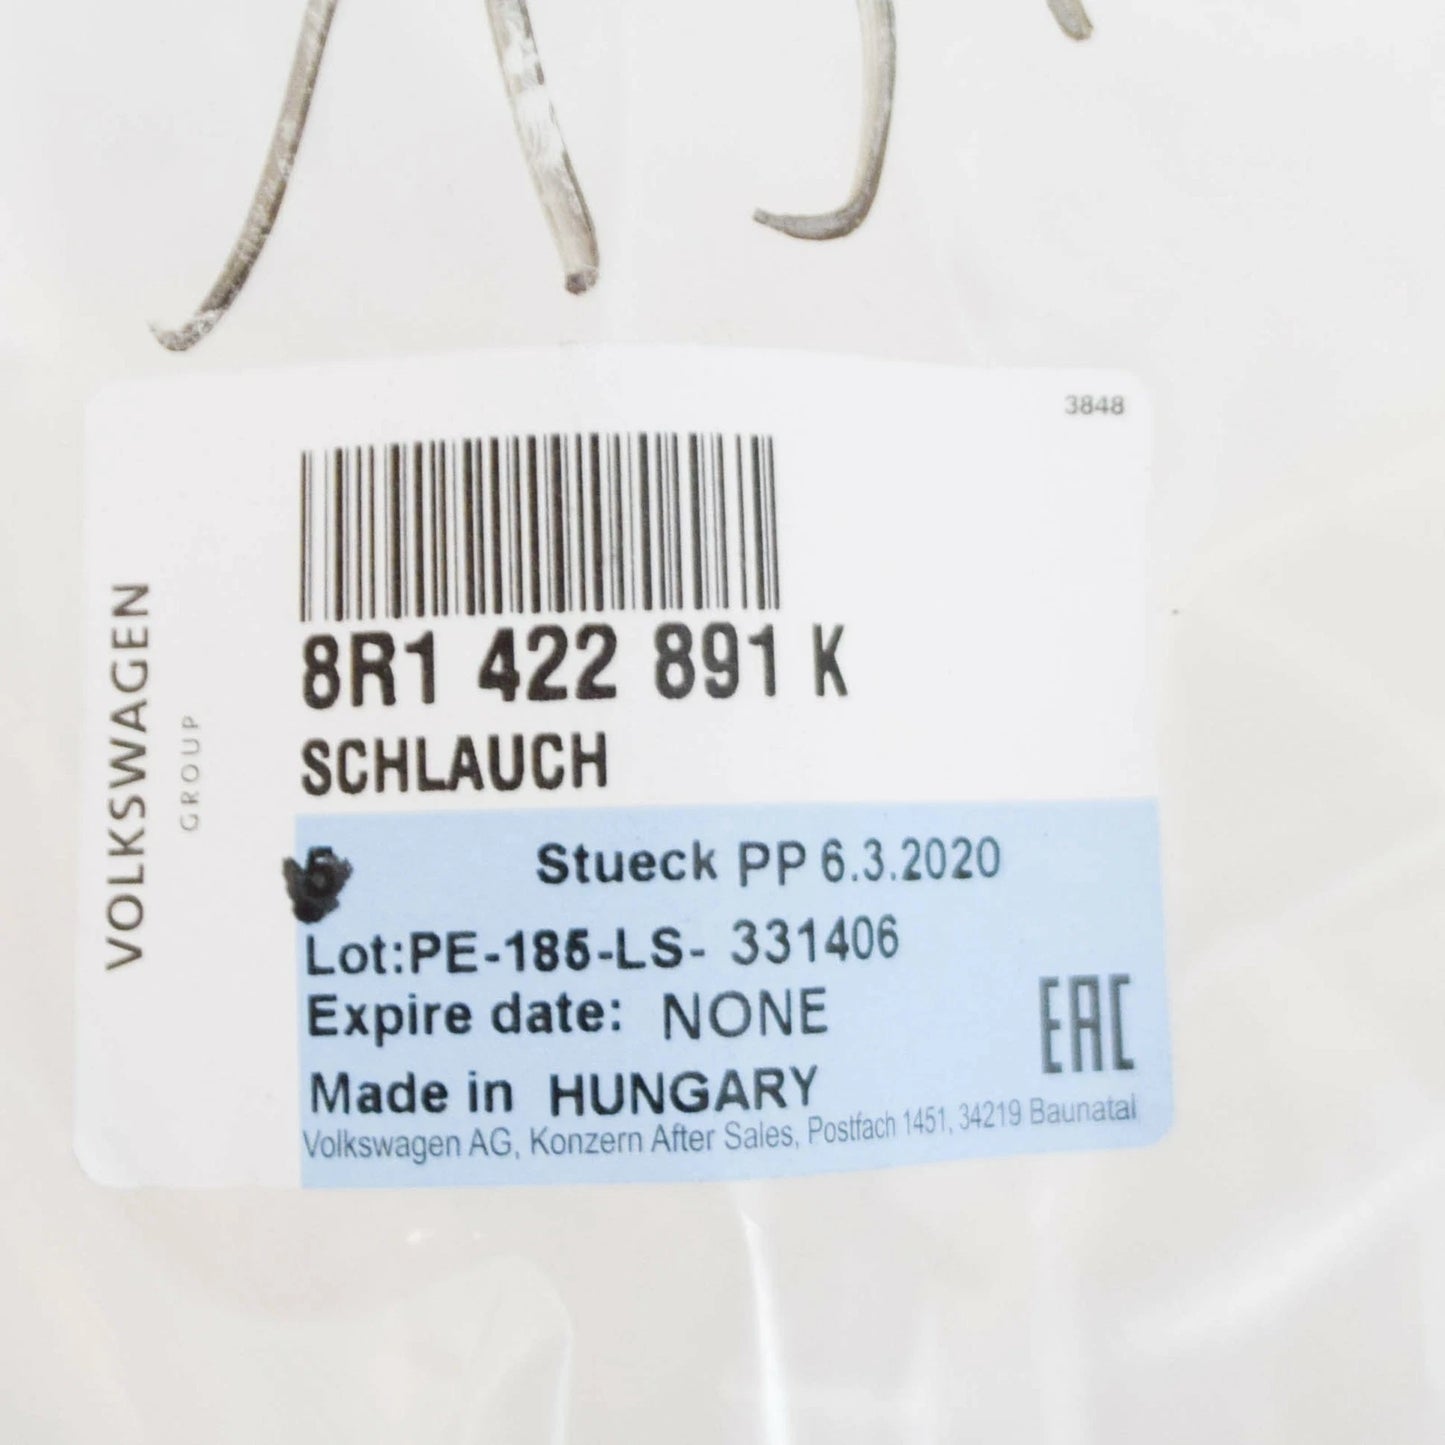 3848
VOLKSWAGEN
GROUP
8R1 422 891 K
SCHLAUCH
Stueck PP 6.3.2020
Lot:PE-185-LS- 331406
Expire date: NONE
Made in HUNGARY
EAC
Volkswagen AG, Konzern After Sales, Postfach 1451, 34219 Baunatal